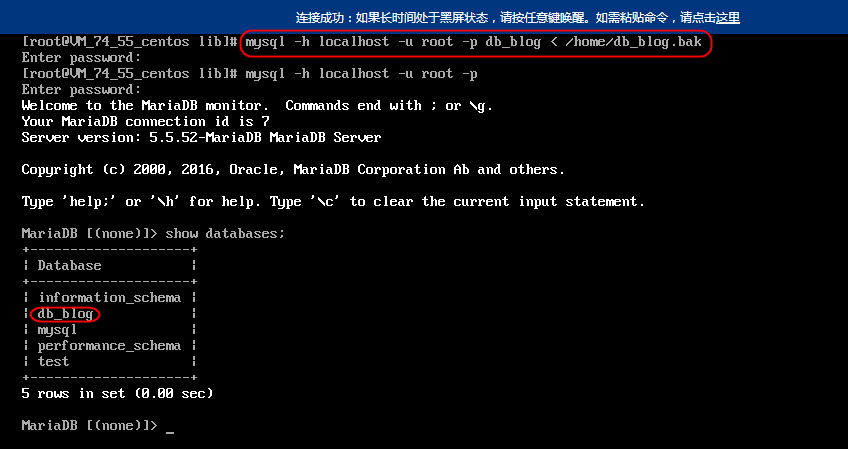 连接成功：如果长时间处于黑屏状态，请按任意键唤醒。如需粘贴命令，请点击这里
[root@VM_74_55_centos lib]# mysql -h localhost -u root -p db_blog < /home/db_blog.bak
Enter password:
[root@VM_74_55_centos lib]# mysql -h localhost -u root -p
Enter password:
Welcome to the MariaDB monitor.  Commands end with ; or \g.
Your MariaDB connection id is 7
Server version: 5.5.52-MariaDB MariaDB Server
Copyright (c) 2000, 2016, Oracle, MariaDB Corporation Ab and others.
Type 'help;' or '\h' for help. Type '\c' to clear the current input statement.
MariaDB [(none)]> show databases;
+--------------------+
| Database           |
+--------------------+
| information_schema |
| db_blog            |
| mysql              |
| performance_schema |
| test               |
+--------------------+
5 rows in set (0.00 sec)
MariaDB [(none)]> _